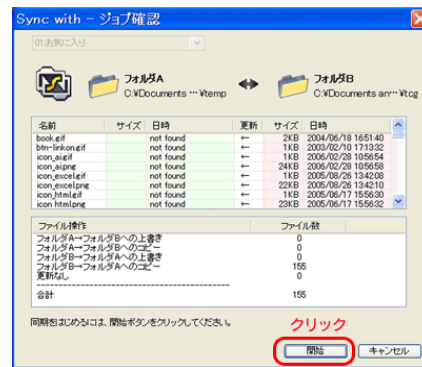 Sync with － ジョブ確認
01.お気に入り
フォルダA
C:¥Documents …¥temp
フォルダB
C:¥Documents an…¥tcg
名前 サイズ 日時 更新 サイズ 日時
book.gif not found ← 2KB 2004/06/18 16:51:40
btn-linkon.gif not found ← 1KB 2003/02/10 17:13:32
icon_ai.gif not found ← 1KB 2006/02/28 10:56:54
icon_ai.png not found ← 24KB 2006/02/28 10:56:58
icon_excel.gif not found ← 1KB 2005/08/26 13:42:08
icon_excel.png not found ← 22KB 2005/08/26 13:42:10
icon_html.gif not found ← 1KB 2005/06/17 15:56:30
icon_html.png not found ← 23KB 2005/06/17 15:56:32
ファイル操作 ファイル数
フォルダA→フォルダBへの上書き 0
フォルダA→フォルダBへのコピー 0
フォルダB→フォルダAへの上書き 0
フォルダB→フォルダAへのコピー 155
更新なし 0
合計 155
同期をはじめるには、開始ボタンをクリックしてください。
クリック
開始 キャンセル